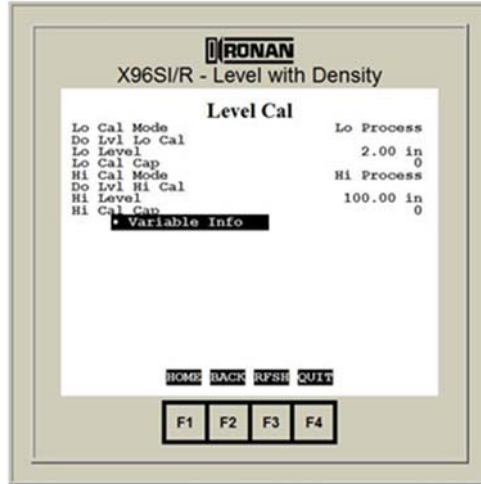 RONAN
X96SI/R - Level with Density
Level Cal
Lo Cal Mode Lo Process
Do Lvl Lo Cal
Lo Level 2.00 in
Lo Cal Cap 0
Hi Cal Mode Hi Process
Do Lvl Hi Cal
Hi Level 100.00 in
Hi Cal Cap 0
• Variable Info
HOME BACK RFSH QUIT
F1 F2 F3 F4